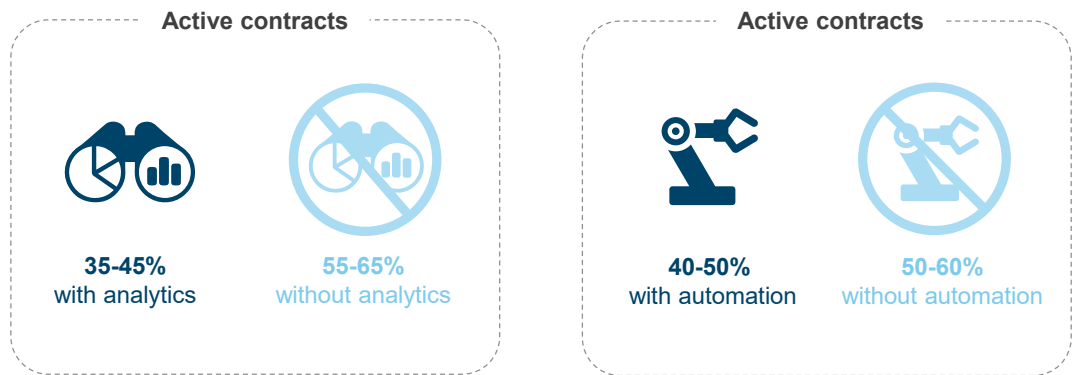 Active contracts
35-45%
with analytics
55-65%
without analytics
Active contracts
40-50%
with automation
50-60%
without automation